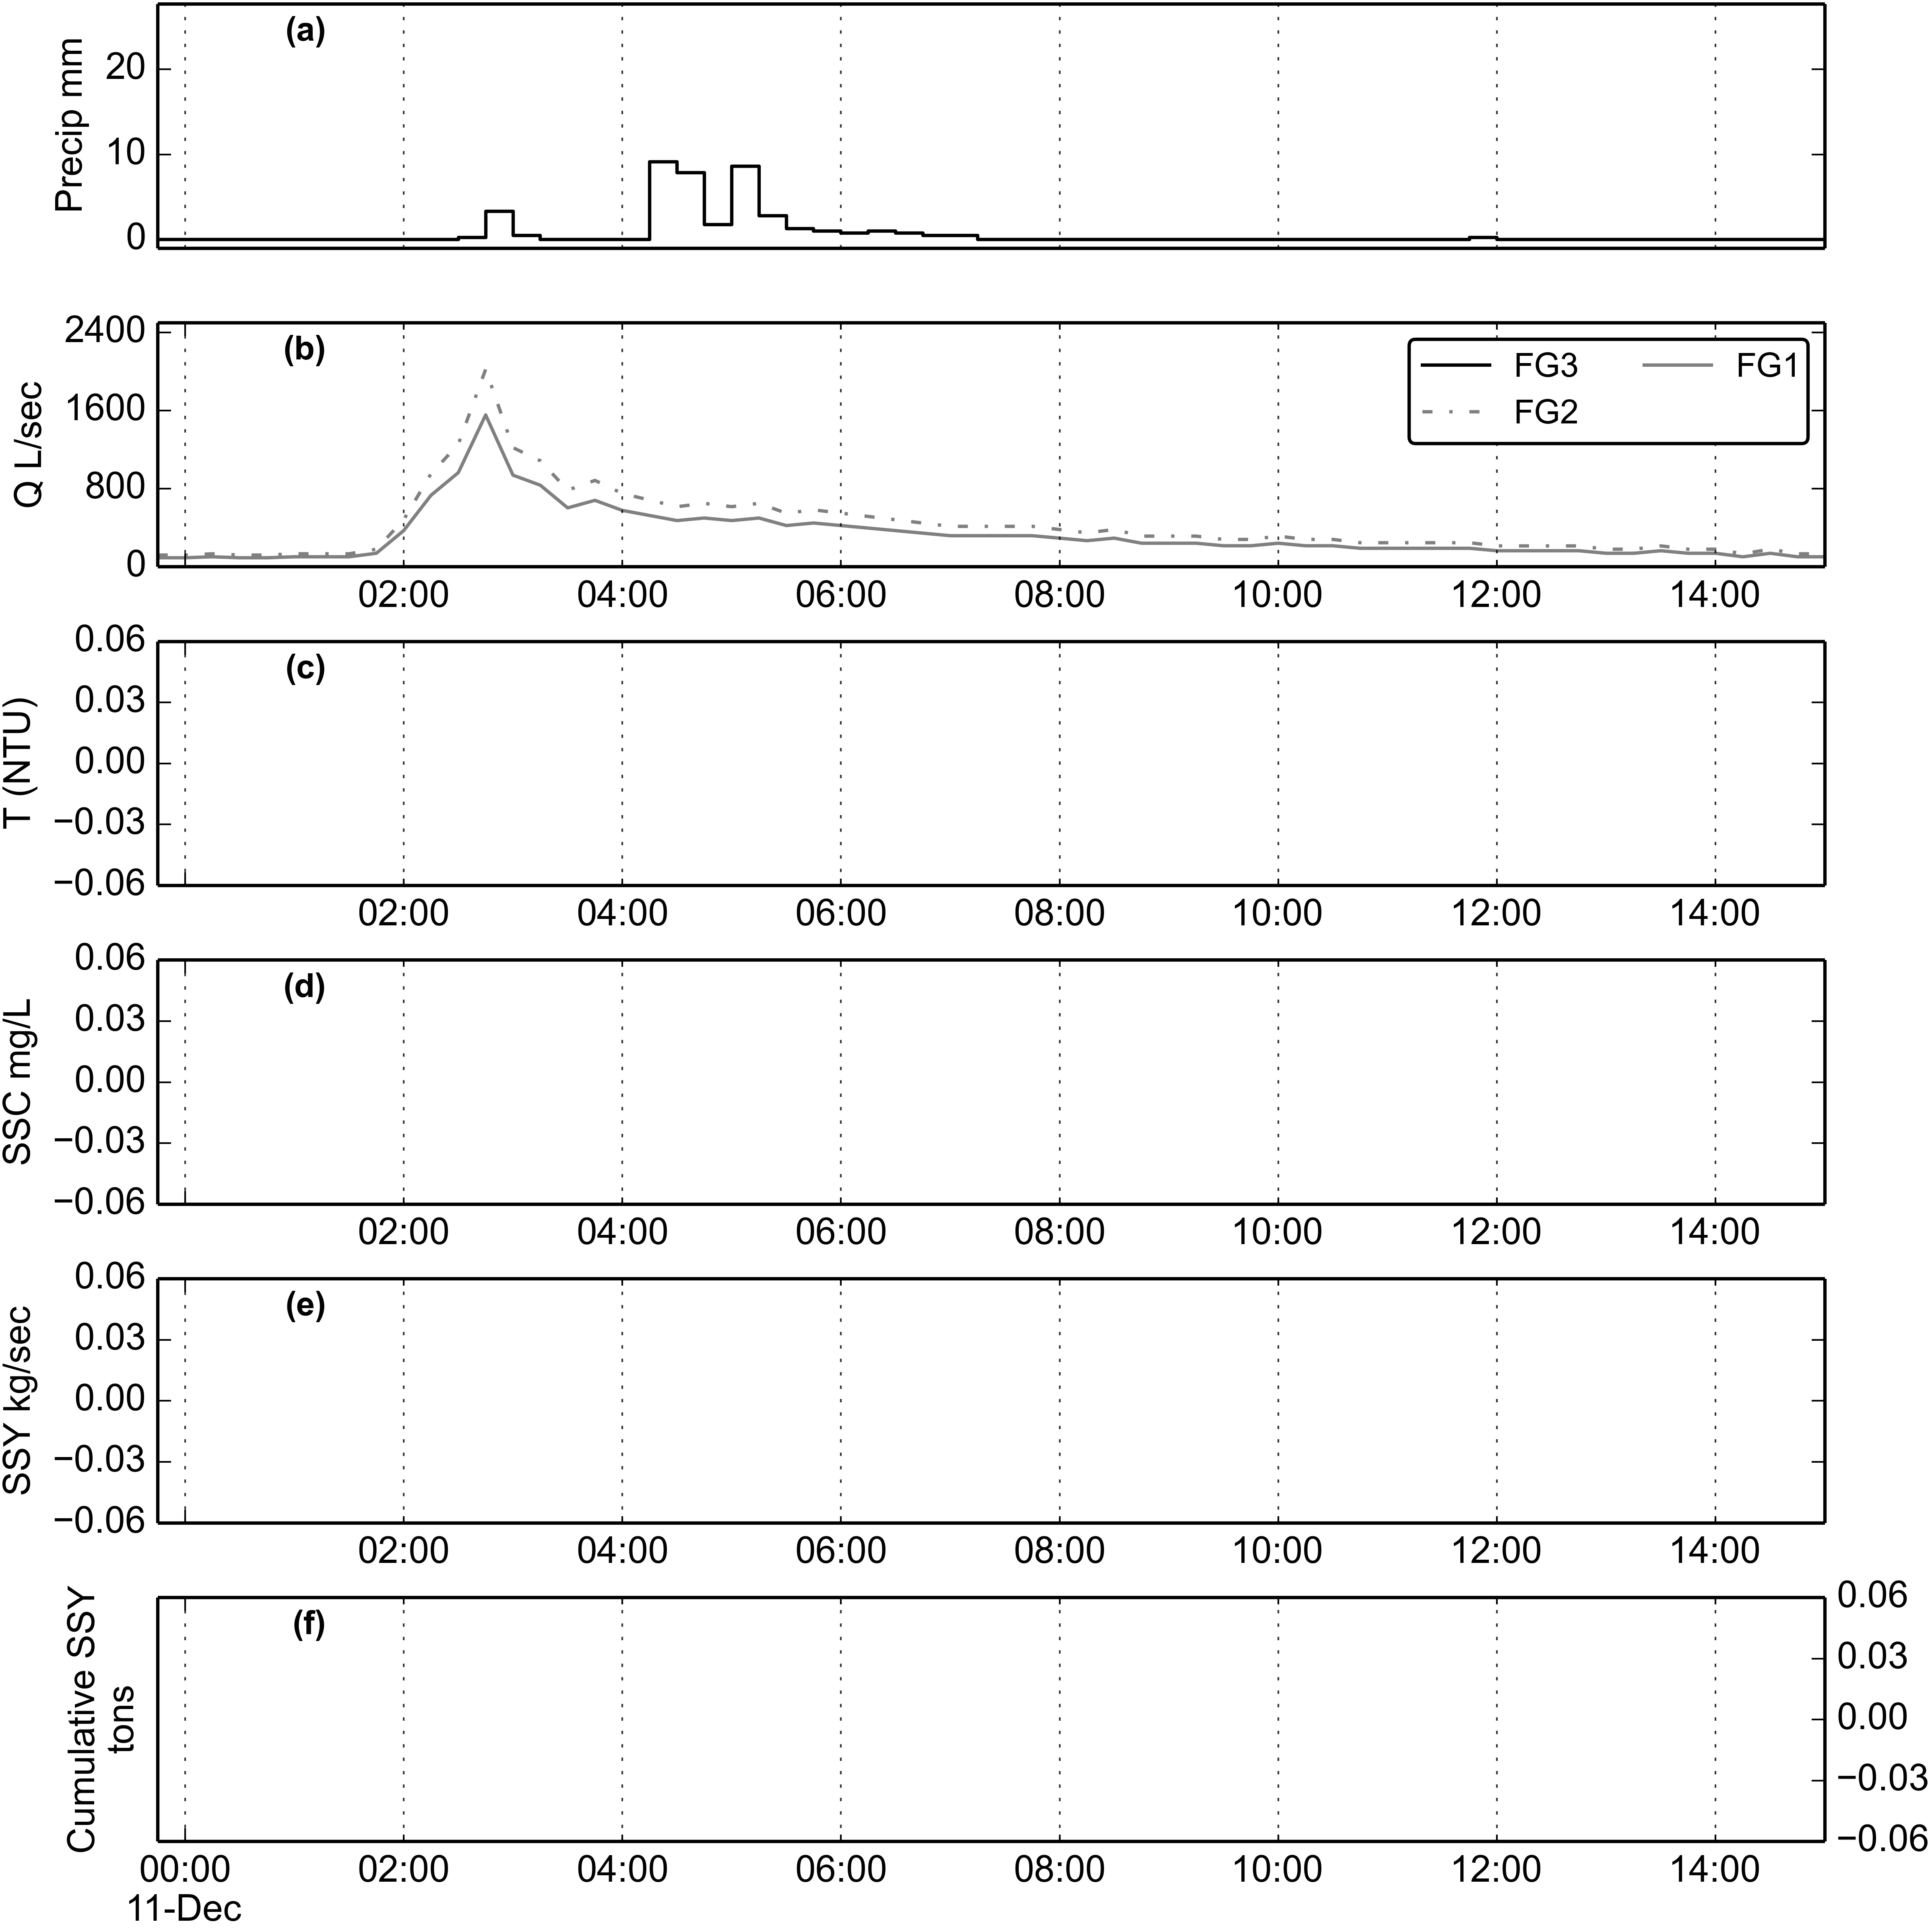 (a)
Precip mm
20
10
0
(b)
Q L/sec
2400
1600
800
0
FG3 FG1
FG2
02:00 04:00 06:00 08:00 10:00 12:00 14:00
(c)
T (NTU)
0.06
0.03
0.00
−0.03
−0.06
02:00 04:00 06:00 08:00 10:00 12:00 14:00
(d)
SSC mg/L
0.06
0.03
0.00
−0.03
−0.06
02:00 04:00 06:00 08:00 10:00 12:00 14:00
(e)
SSY kg/sec
0.06
0.03
0.00
−0.03
−0.06
02:00 04:00 06:00 08:00 10:00 12:00 14:00
(f)
Cumulative SSY
tons
0.06
0.03
0.00
−0.03
−0.06
00:00 02:00 04:00 06:00 08:00 10:00 12:00 14:00
11-Dec